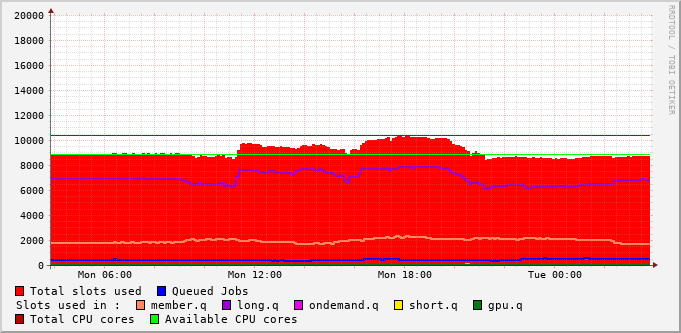 20000
18000
16000
14000
12000
10000
8000
6000
4000
2000
0
Mon 06:00 Mon 12:00 Mon 18:00 Tue 00:00
Total slots used Queued Jobs
Slots used in : member.q long.q ondemand.q short.q gpu.q
Total CPU cores Available CPU cores
RRDTOOL / TOBI OETIKER